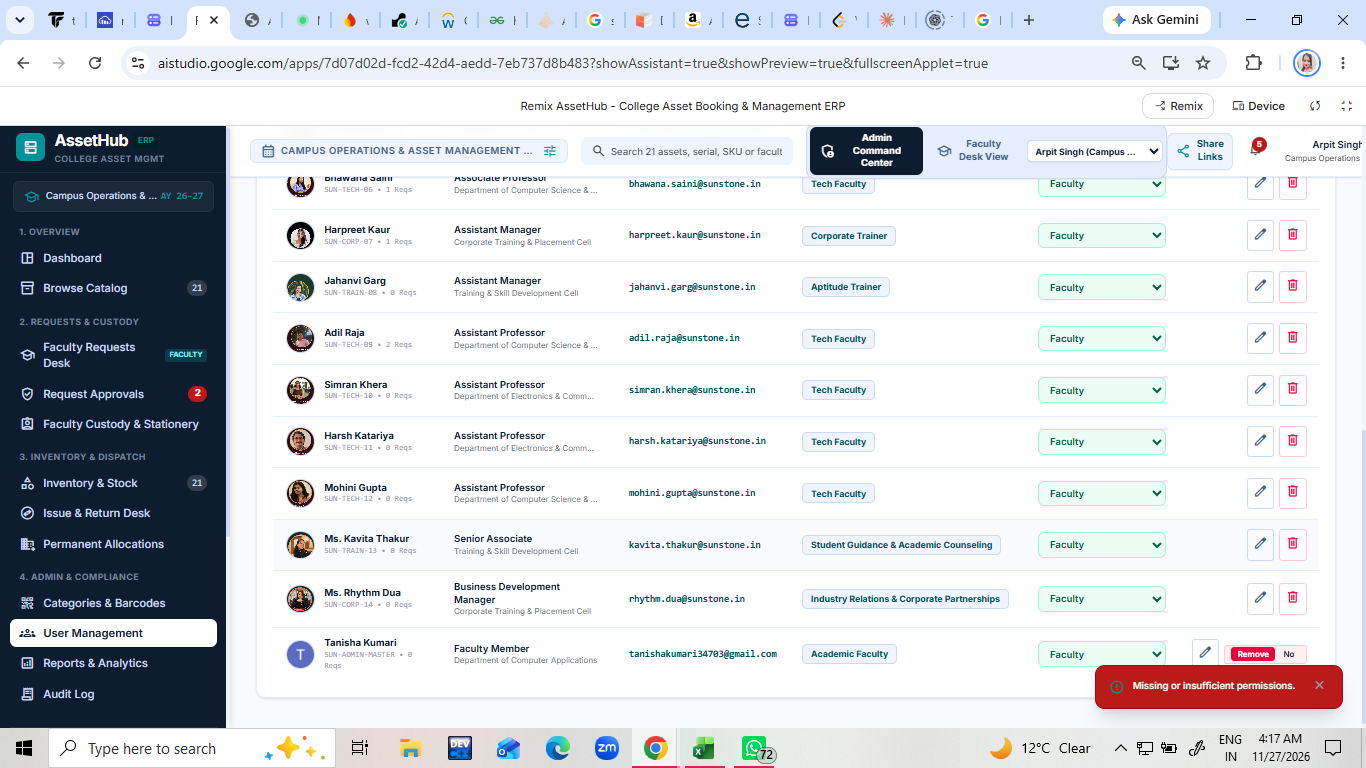 Ask Gemini
aistudio.google.com/apps/7d07d02d-fcd2-42d4-aedd-7eb737d8b483?showAssistant=true&showPreview=true&fullscreenApplet=true
Remix AssetHub - College Asset Booking & Management ERP
Remix
Device
AssetHub ERP
COLLEGE ASSET MGMT
Campus Operations & ... AY 26-27
1. OVERVIEW
Dashboard
Browse Catalog 21
2. REQUESTS & CUSTODY
Faculty Requests
Desk
FACULTY
Request Approvals 2
Faculty Custody & Stationery
3. INVENTORY & DISPATCH
Inventory & Stock 21
Issue & Return Desk
Permanent Allocations
4. ADMIN & COMPLIANCE
Categories & Barcodes
User Management
Reports & Analytics
Audit Log
CAMPUS OPERATIONS & ASSET MANAGEMENT ...
Search 21 assets, serial, SKU or facult
Admin
Command
Center
Faculty
Desk View
Arpit Singh (Campus ...
Share
Links
5
Arpit Singh
Campus Operations
Bhawana Saini
SUN-TECH-06 • 1 Reqs
Associate Professor
Department of Computer Science & ...
bhawana.saini@sunstone.in
Tech Faculty
Faculty
Harpreet Kaur
SUN-CORP-07 • 1 Reqs
Assistant Manager
Corporate Training & Placement Cell
harpreet.kaur@sunstone.in
Corporate Trainer
Faculty
Jahanvi Garg
SUN-TRAIN-08 • 0 Reqs
Assistant Manager
Training & Skill Development Cell
jahanvi.garg@sunstone.in
Aptitude Trainer
Faculty
Adil Raja
SUN-TECH-09 • 2 Reqs
Assistant Professor
Department of Computer Science & ...
adil.raja@sunstone.in
Tech Faculty
Faculty
Simran Khera
SUN-TECH-10 • 0 Reqs
Assistant Professor
Department of Electronics & Comm...
simran.khera@sunstone.in
Tech Faculty
Faculty
Harsh Katariya
SUN-TECH-11 • 0 Reqs
Assistant Professor
Department of Electronics & Comm...
harsh.katariya@sunstone.in
Tech Faculty
Faculty
Mohini Gupta
SUN-TECH-12 • 0 Reqs
Assistant Professor
Department of Computer Science & ...
mohini.gupta@sunstone.in
Tech Faculty
Faculty
Ms. Kavita Thakur
SUN-TRAIN-13 • 0 Reqs
Senior Associate
Training & Skill Development Cell
kavita.thakur@sunstone.in
Student Guidance & Academic Counseling
Faculty
Ms. Rhythm Dua
SUN-CORP-14 • 0 Reqs
Business Development
Manager
Corporate Training & Placement Cell
rhythm.dua@sunstone.in
Industry Relations & Corporate Partnerships
Faculty
T
Tanisha Kumari
SUN-ADMIN-MASTER • 0
Reqs
Faculty Member
Department of Computer Applications
tanishakumari34703@gmail.com
Academic Faculty
Faculty
Remove No
Missing or insufficient permissions.
Type here to search
DEV
zm
72
12°C Clear
ENG
IN
4:17 AM
11/27/2026